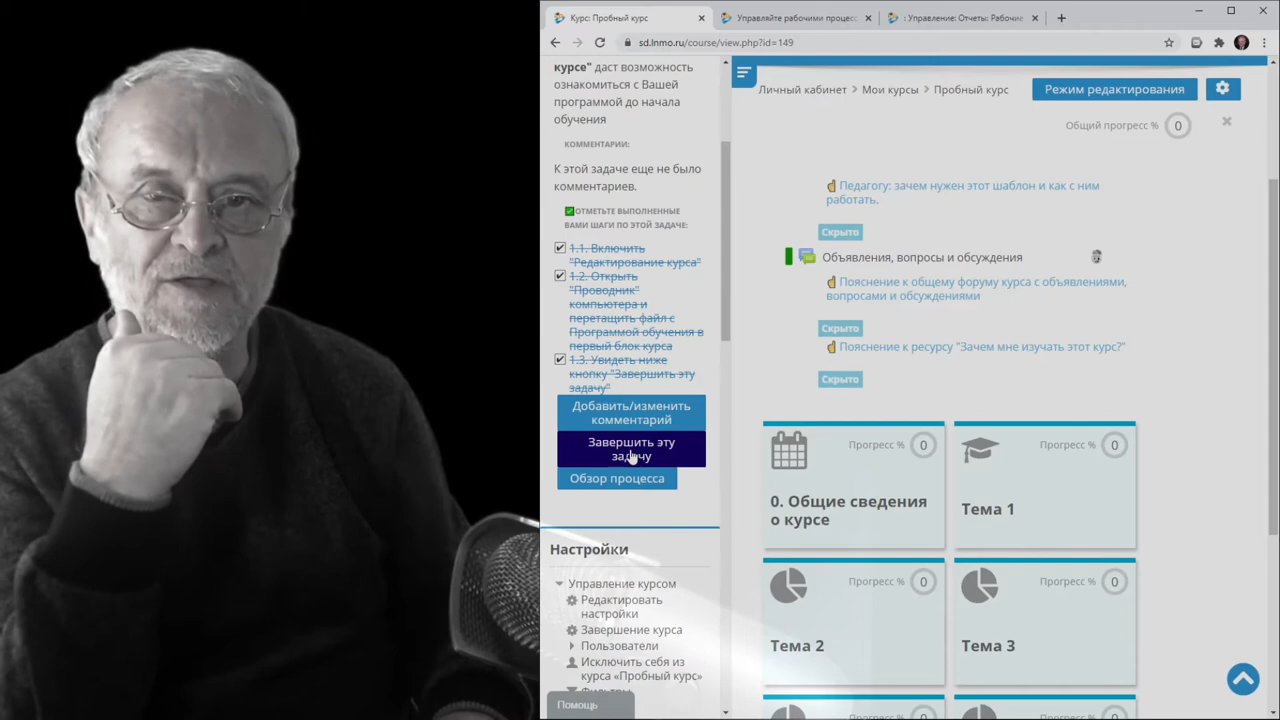 Курс: Пробный курс
Управляйте рабочими процесс
: Управление: Отчеты: Рабочие
sd.lnmo.ru/course/view.php?id=149
курсе" даст возможность
ознакомиться с Вашей
программой до начала
обучения
КОММЕНТАРИИ:
К этой задаче еще не было
комментариев.
ОТМЕТЬТЕ ВЫПОЛНЕННЫЕ
ВАМИ ШАГИ ПО ЭТОЙ ЗАДАЧЕ:
1.1. Включить
"Редактирование курса"
1.2. Открыть
"Проводник"
компьютера и
перетащить файл с
Программой обучения в
первый блок курса
1.3. Увидеть ниже
кнопку "Завершить эту
задачу"
Добавить/изменить
комментарий
Завершить эту
задачу
Обзор процесса
Настройки
Управление курсом
Редактировать
настройки
Завершение курса
Пользователи
Исключить себя из
курса «Пробный курс»
Фильтры
Помощь
Личный кабинет
Мои курсы
Пробный курс
Режим редактирования
Общий прогресс %
0
Педагогу: зачем нужен этот шаблон и как с ним
работать.
Скрыто
Объявления, вопросы и обсуждения
Пояснение к общему форуму курса с объявлениями,
вопросами и обсуждениями
Скрыто
Пояснение к ресурсу "Зачем мне изучать этот курс?"
Скрыто
Прогресс % 0
0. Общие сведения
о курсе
Прогресс % 0
Тема 1
Прогресс % 0
Тема 2
Прогресс % 0
Тема 3